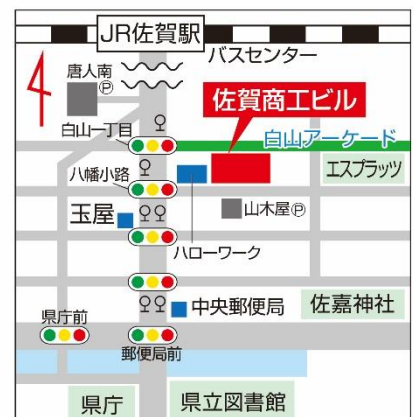 JR佐賀駅
バスセンター
唐人南
Ⓟ
佐賀商工ビル
白山一丁目
白山アーケード
八幡小路
エスプラッツ
玉屋
山木屋Ⓟ
ハローワーク
中央郵便局
佐嘉神社
県庁前
郵便局前
県庁
県立図書館